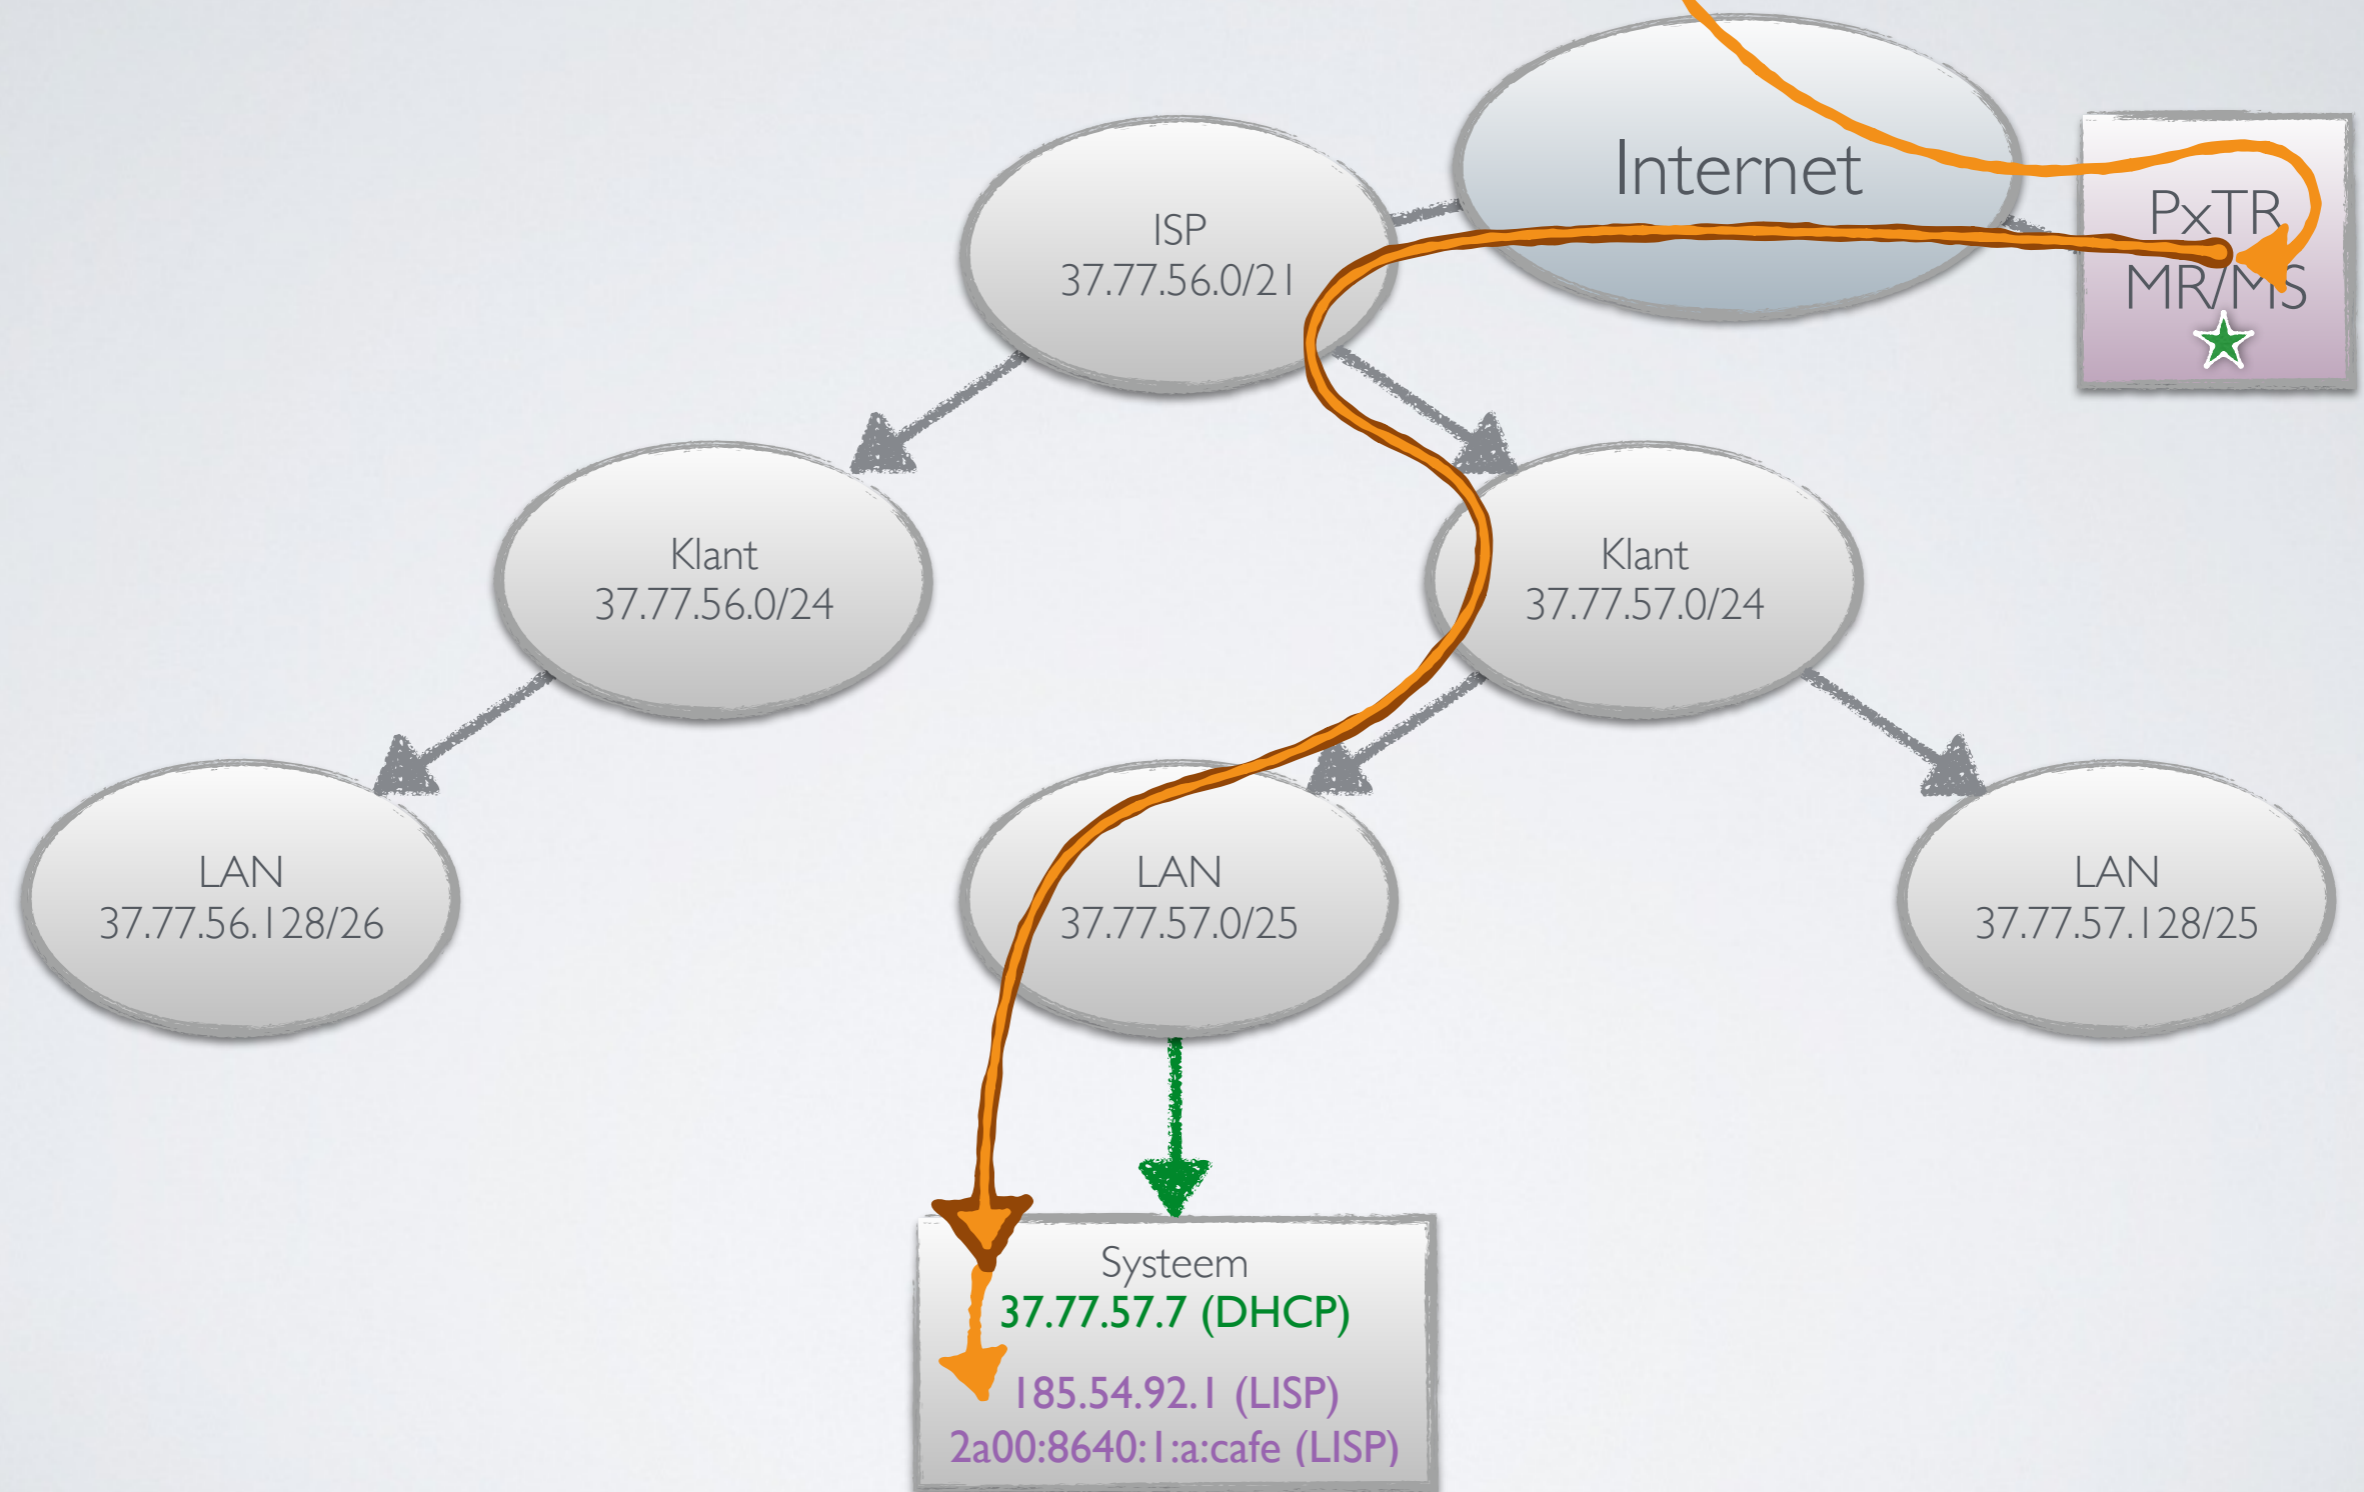 Internet
PxTR
MR/MS
ISP
37.77.56.0/21
Klant
37.77.56.0/24
Klant
37.77.57.0/24
LAN
37.77.56.128/26
LAN
37.77.57.0/25
LAN
37.77.57.128/25
Systeem
37.77.57.7 (DHCP)
185.54.92.1 (LISP)
2a00:8640:1:a:cafe (LISP)